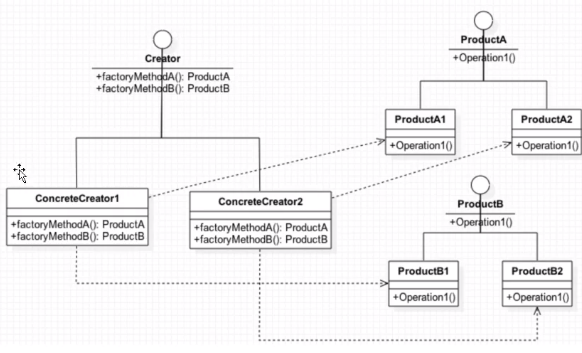 Creator
+factoryMethodA(): ProductA
+factoryMethodB(): ProductB
ProductA
+Operation1()
ProductA1
+Operation1()
ProductA2
+Operation1()
ConcreteCreator1
+factoryMethodA(): ProductA
+factoryMethodB(): ProductB
ConcreteCreator2
+factoryMethodA(): ProductA
+factoryMethodB(): ProductB
ProductB
+Operation1()
ProductB1
+Operation1()
ProductB2
+Operation1()